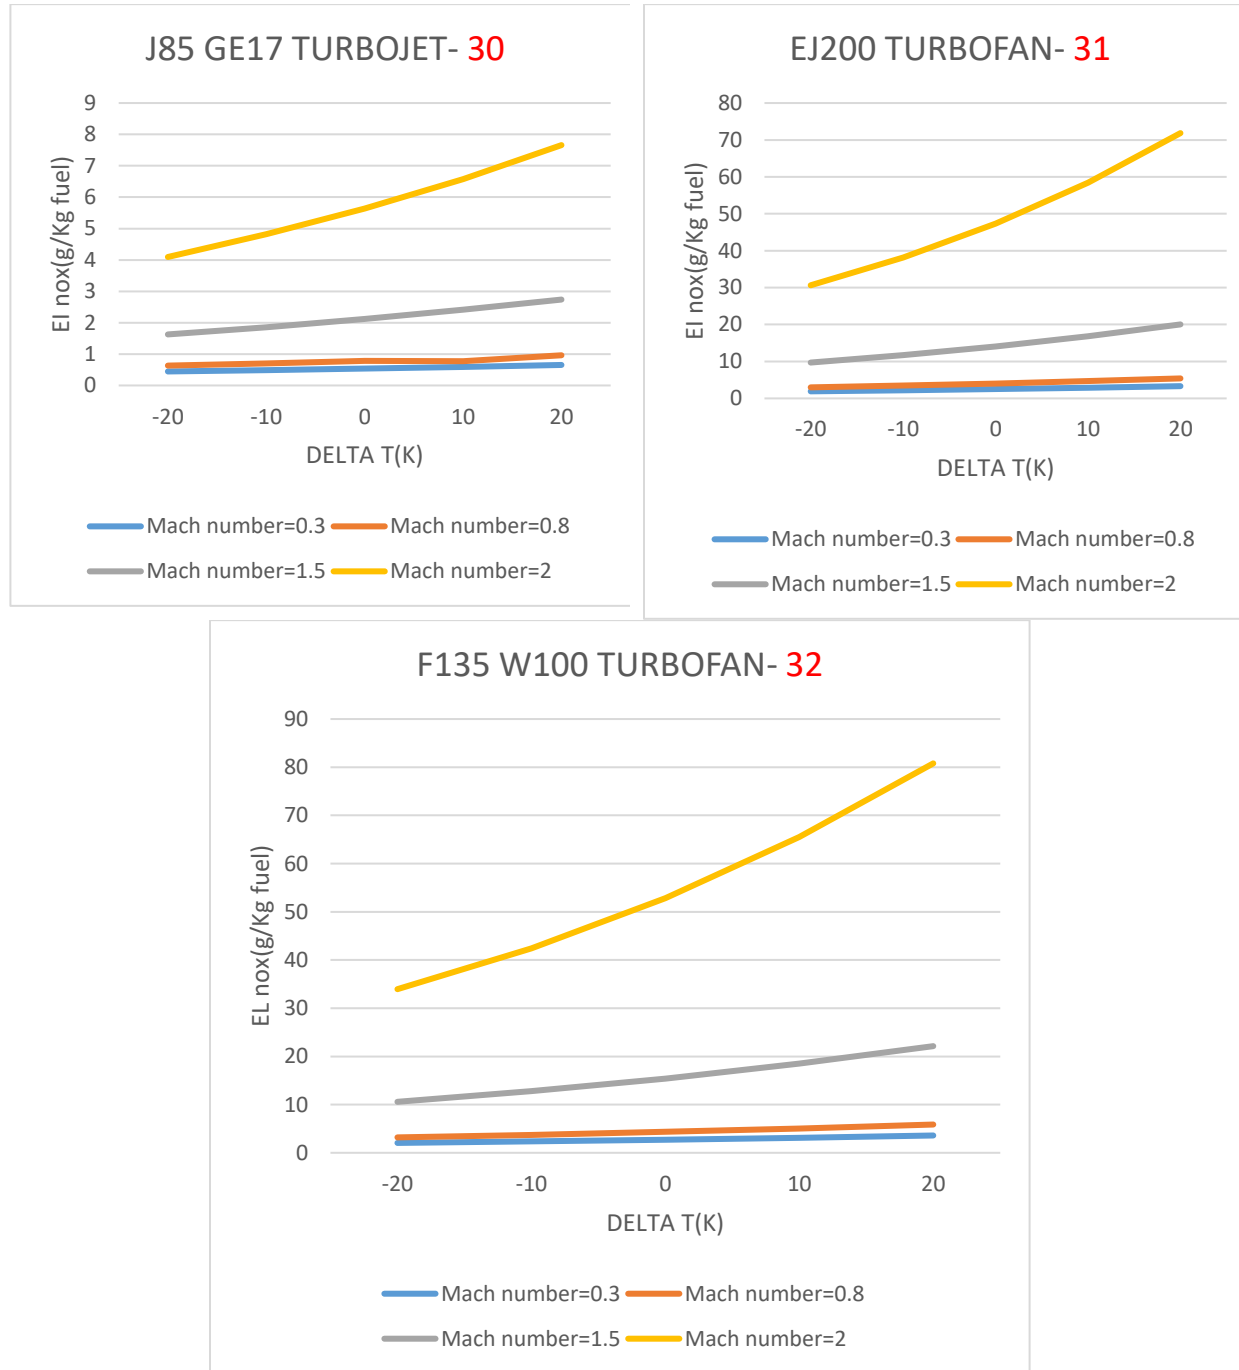 J85 GE17 TURBOJET- 30
9
8
7
6
5
4
3
2
1
0
EI nox(g/Kg fuel)
-20 -10 0 10 20
DELTA T(K)
Mach number=0.3 Mach number=0.8
Mach number=1.5 Mach number=2
EJ200 TURBOFAN- 31
80
70
60
50
40
30
20
10
0
EI nox(g/Kg fuel)
-20 -10 0 10 20
DELTA T(K)
Mach number=0.3 Mach number=0.8
Mach number=1.5 Mach number=2
F135 W100 TURBOFAN- 32
90
80
70
60
50
40
30
20
10
0
EL nox(g/Kg fuel)
-20 -10 0 10 20
DELTA T(K)
Mach number=0.3 Mach number=0.8
Mach number=1.5 Mach number=2